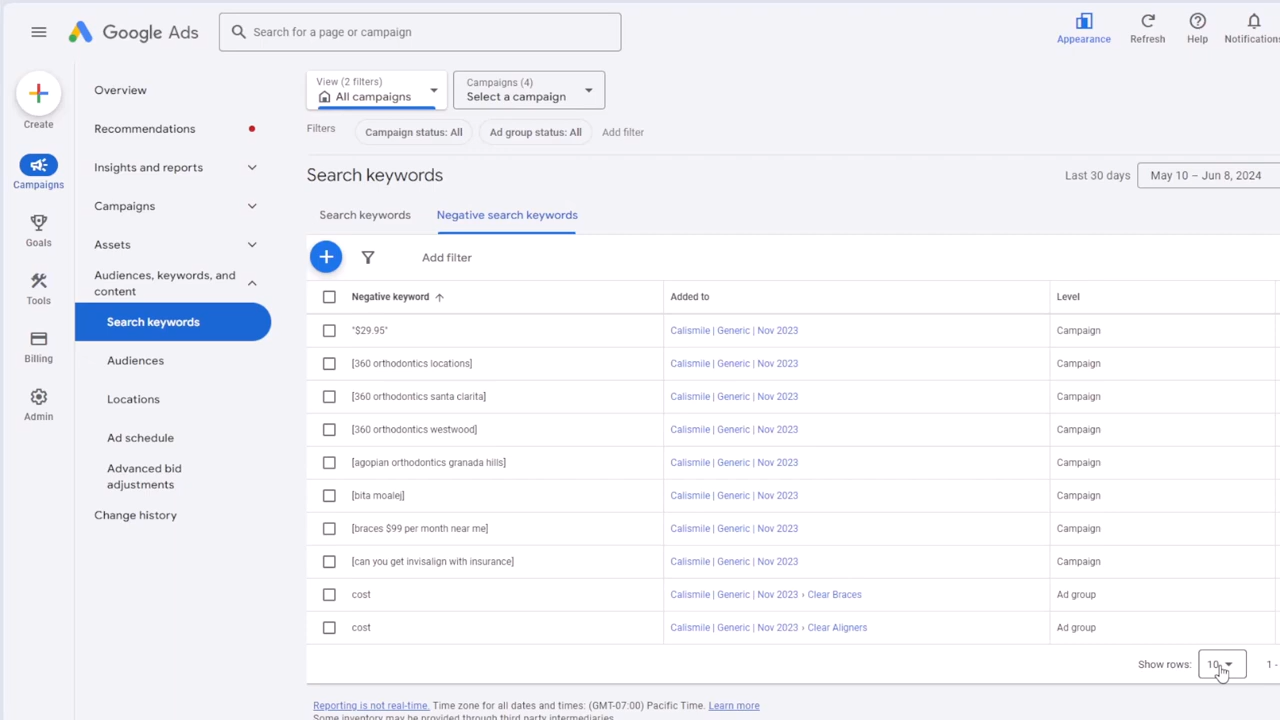 Google Ads
Search for a page or campaign
Appearance
Refresh
Help
Notifications
Create
Campaigns
Goals
Tools
Billing
Admin
Overview
Recommendations
Insights and reports
Campaigns
Assets
Audiences, keywords, and
content
Search keywords
Audiences
Locations
Ad schedule
Advanced bid
adjustments
Change history
View (2 filters)
All campaigns
Campaigns (4)
Select a campaign
Filters
Campaign status: All
Ad group status: All
Add filter
Search keywords
Last 30 days
May 10 – Jun 8, 2024
Search keywords
Negative search keywords
Add filter
Negative keyword Added to Level
"$29.95" Calismile | Generic | Nov 2023 Campaign
[360 orthodontics locations] Calismile | Generic | Nov 2023 Campaign
[360 orthodontics santa clarita] Calismile | Generic | Nov 2023 Campaign
[360 orthodontics westwood] Calismile | Generic | Nov 2023 Campaign
[agopian orthodontics granada hills] Calismile | Generic | Nov 2023 Campaign
[bita moalej] Calismile | Generic | Nov 2023 Campaign
[braces $99 per month near me] Calismile | Generic | Nov 2023 Campaign
[can you get invisalign with insurance] Calismile | Generic | Nov 2023 Campaign
cost Calismile | Generic | Nov 2023 › Clear Braces Ad group
cost Calismile | Generic | Nov 2023 › Clear Aligners Ad group
Show rows: 10 1 -
Reporting is not real-time. Time zone for all dates and times: (GMT-07:00) Pacific Time. Learn more
Some inventory may be provided through third party intermediaries.